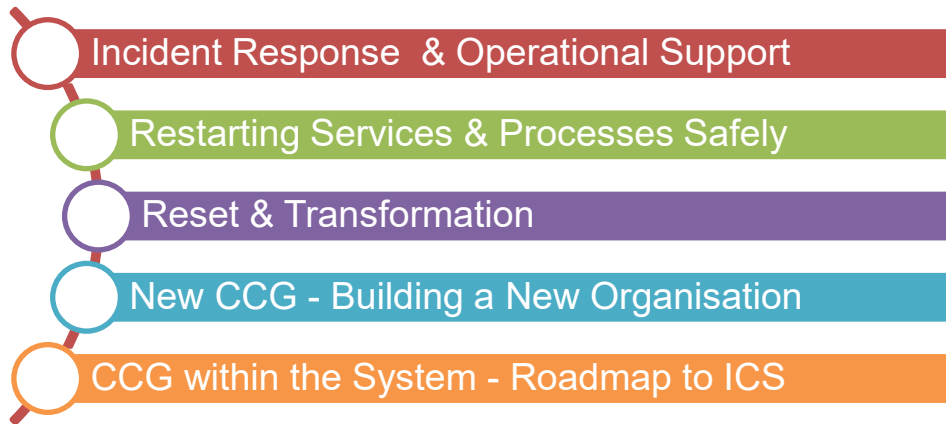 Incident Response & Operational Support
Restarting Services & Processes Safely
Reset & Transformation
New CCG - Building a New Organisation
CCG within the System - Roadmap to ICS